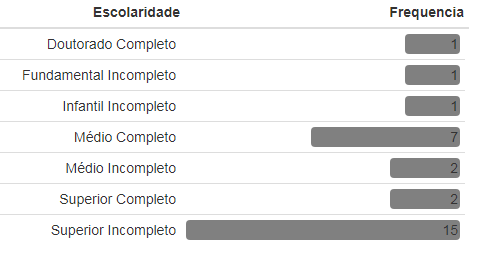 Escolaridade Frequencia
Doutorado Completo 1
Fundamental Incompleto 1
Infantil Incompleto 1
Médio Completo 7
Médio Incompleto 2
Superior Completo 2
Superior Incompleto 15